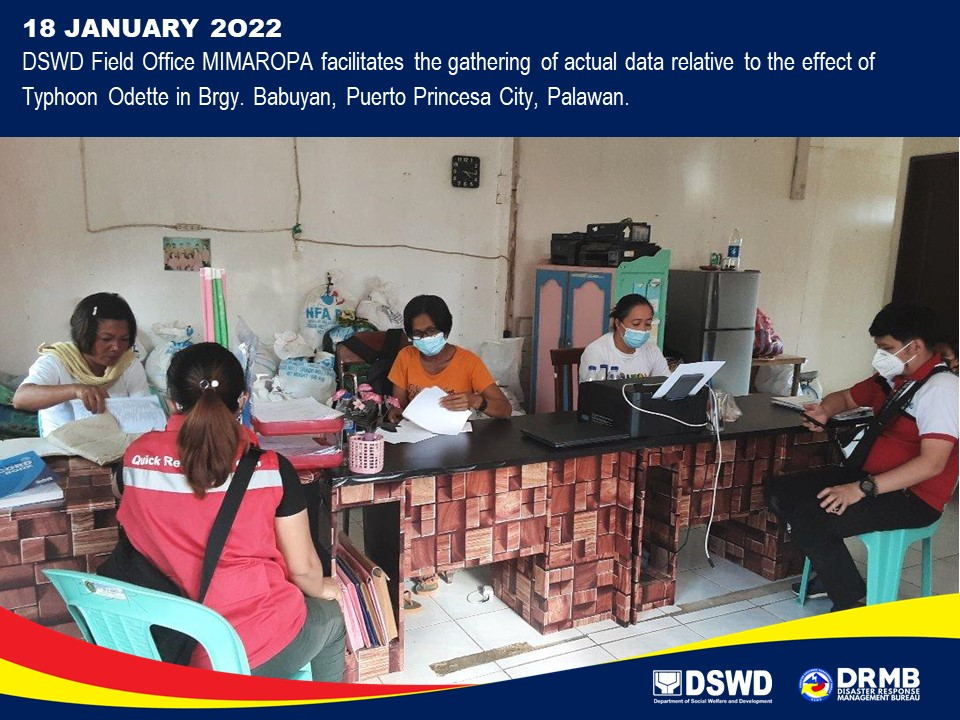 18 JANUARY 2022
DSWD Field Office MIMAROPA facilitates the gathering of actual data relative to the effect of
Typhoon Odette in Brgy. Babuyan, Puerto Princesa City, Palawan.
NFA
Quick Re
DSWD
Department of Social Welfare and Development
DRMB
DISASTER RESPONSE
MANAGEMENT BUREAU